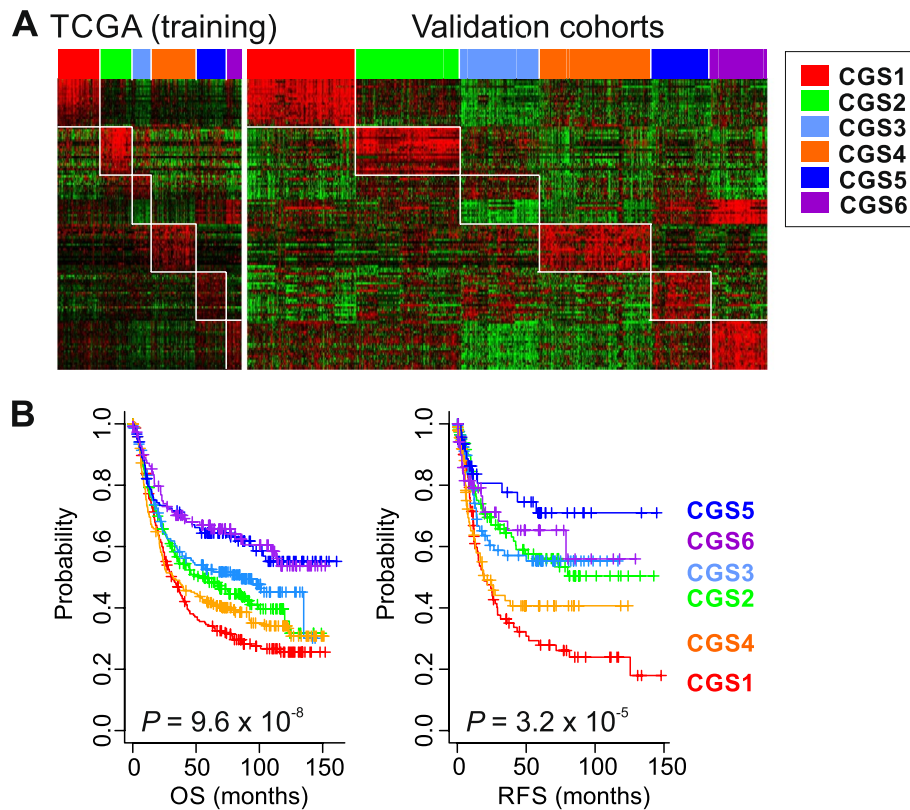 A TCGA (training) Validation cohorts
CGS1
CGS2
CGS3
CGS4
CGS5
CGS6
B
Probability
1.0
0.8
0.6
0.4
0.2
0.0
P = 9.6 x 10⁻⁸
0 50 100 150
OS (months)
Probability
1.0
0.8
0.6
0.4
0.2
0.0
P = 3.2 x 10⁻⁵
0 50 100 150
RFS (months)
CGS5
CGS6
CGS3
CGS2
CGS4
CGS1